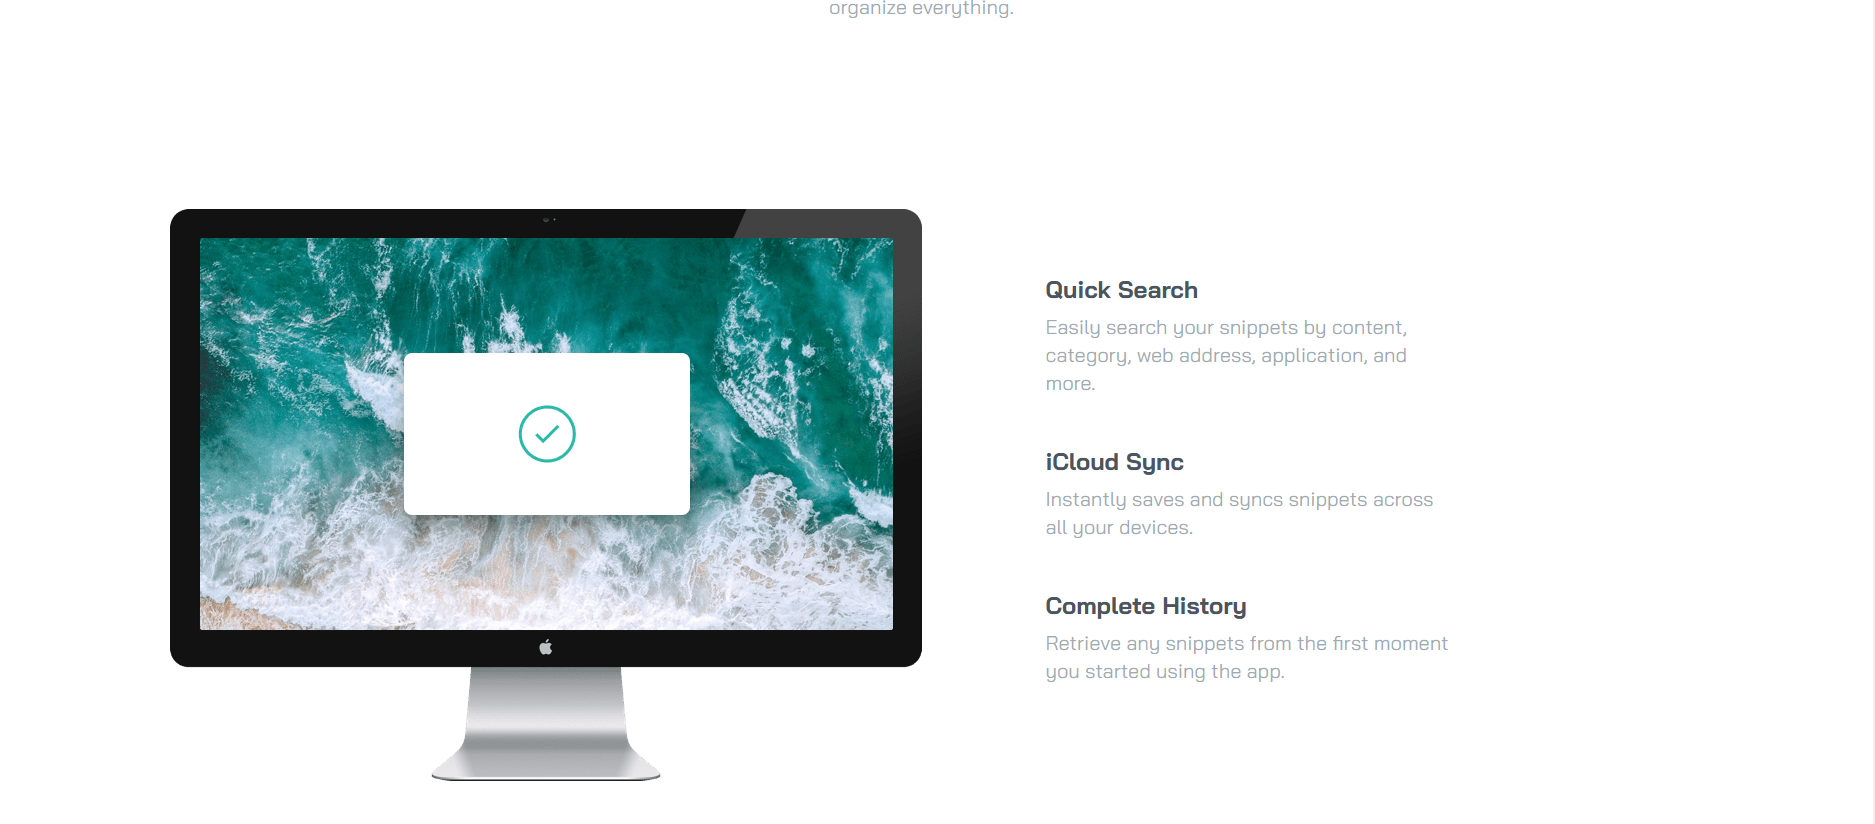 organize everything.
Quick Search
Easily search your snippets by content,
category, web address, application, and
more.
iCloud Sync
Instantly saves and syncs snippets across
all your devices.
Complete History
Retrieve any snippets from the first moment
you started using the app.